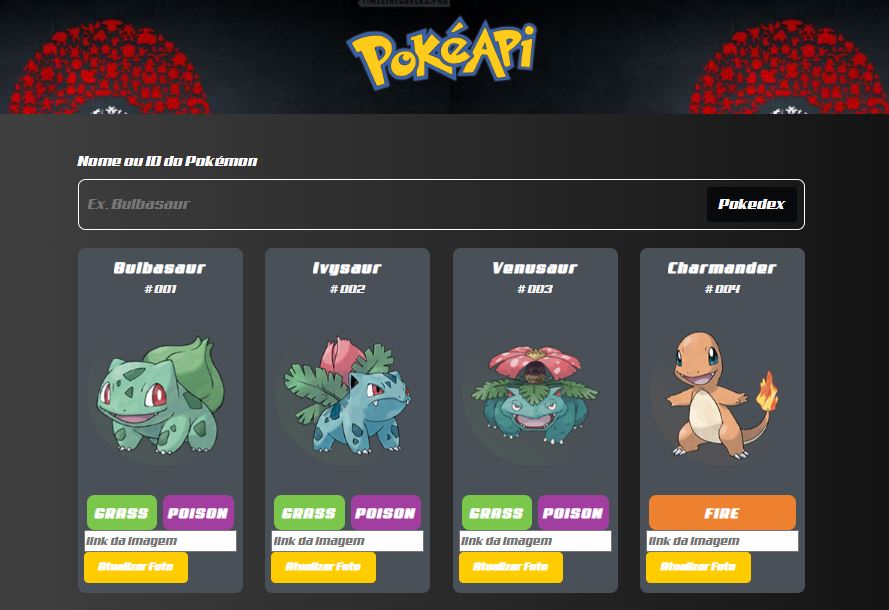 PokéApi
Nome ou ID do Pokémon
Ex. Bulbasaur
Pokedex
Bulbasaur
#001
GRASS POISON
link da Imagem
Atualizar Foto
Ivysaur
#002
GRASS POISON
link da Imagem
Atualizar Foto
Venusaur
#003
GRASS POISON
link da Imagem
Atualizar Foto
Charmander
#004
FIRE
link da Imagem
Atualizar Foto